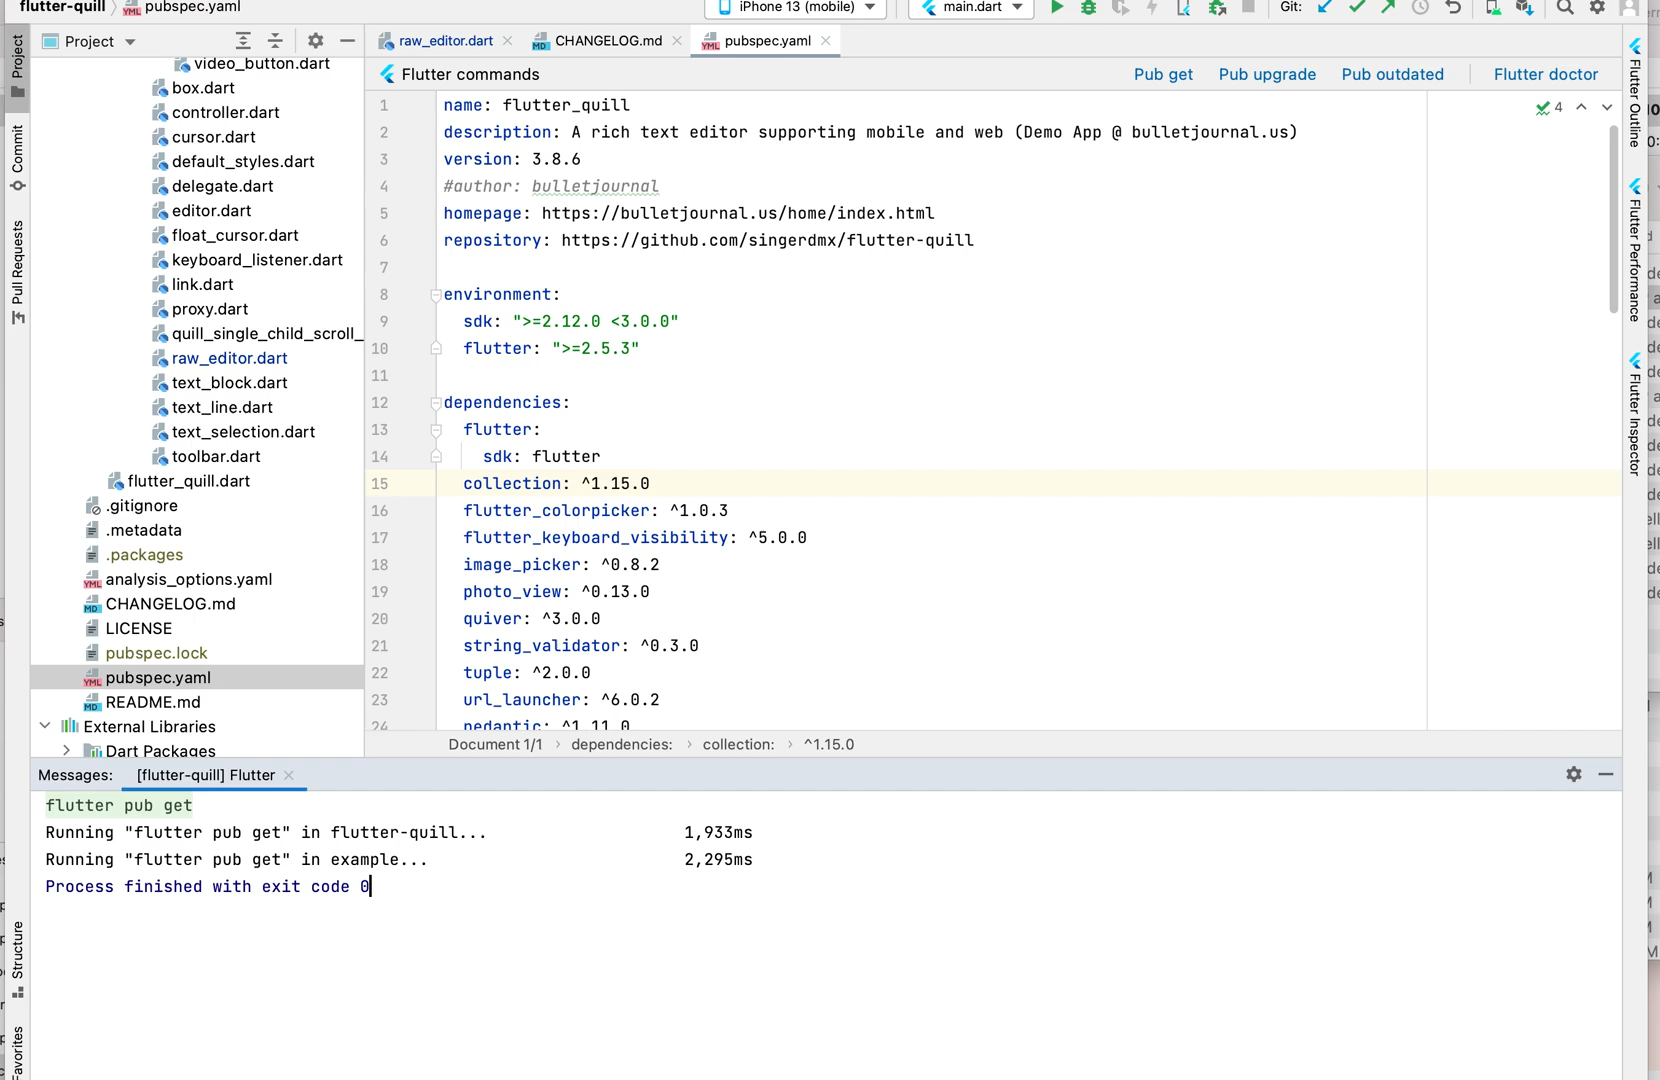 flutter-quill
pubspec.yaml
iPhone 13 (mobile)
main.dart
Git:
Project
Commit
Pull Requests
Structure
Favorites
Project
video_button.dart
box.dart
controller.dart
cursor.dart
default_styles.dart
delegate.dart
editor.dart
float_cursor.dart
keyboard_listener.dart
link.dart
proxy.dart
quill_single_child_scroll_
raw_editor.dart
text_block.dart
text_line.dart
text_selection.dart
toolbar.dart
flutter_quill.dart
.gitignore
.metadata
.packages
analysis_options.yaml
CHANGELOG.md
LICENSE
pubspec.lock
pubspec.yaml
README.md
External Libraries
Dart Packages
raw_editor.dart
CHANGELOG.md
pubspec.yaml
Flutter commands
Pub get
Pub upgrade
Pub outdated
Flutter doctor
1 name: flutter_quill
2 description: A rich text editor supporting mobile and web (Demo App @ bulletjournal.us)
3 version: 3.8.6
4 #author: bulletjournal
5 homepage: https://bulletjournal.us/home/index.html
6 repository: https://github.com/singerdmx/flutter-quill
7
8 environment:
9 sdk: ">=2.12.0 <3.0.0"
10 flutter: ">=2.5.3"
11
12 dependencies:
13 flutter:
14 sdk: flutter
15 collection: ^1.15.0
16 flutter_colorpicker: ^1.0.3
17 flutter_keyboard_visibility: ^5.0.0
18 image_picker: ^0.8.2
19 photo_view: ^0.13.0
20 quiver: ^3.0.0
21 string_validator: ^0.3.0
22 tuple: ^2.0.0
23 url_launcher: ^6.0.2
24 pedantic: ^1.11.0
4
Document 1/1 › dependencies: › collection: › ^1.15.0
Flutter Outline
Flutter Performance
Flutter Inspector
Messages:
[flutter-quill] Flutter
flutter pub get
Running "flutter pub get" in flutter-quill... 1,933ms
Running "flutter pub get" in example... 2,295ms
Process finished with exit code 0